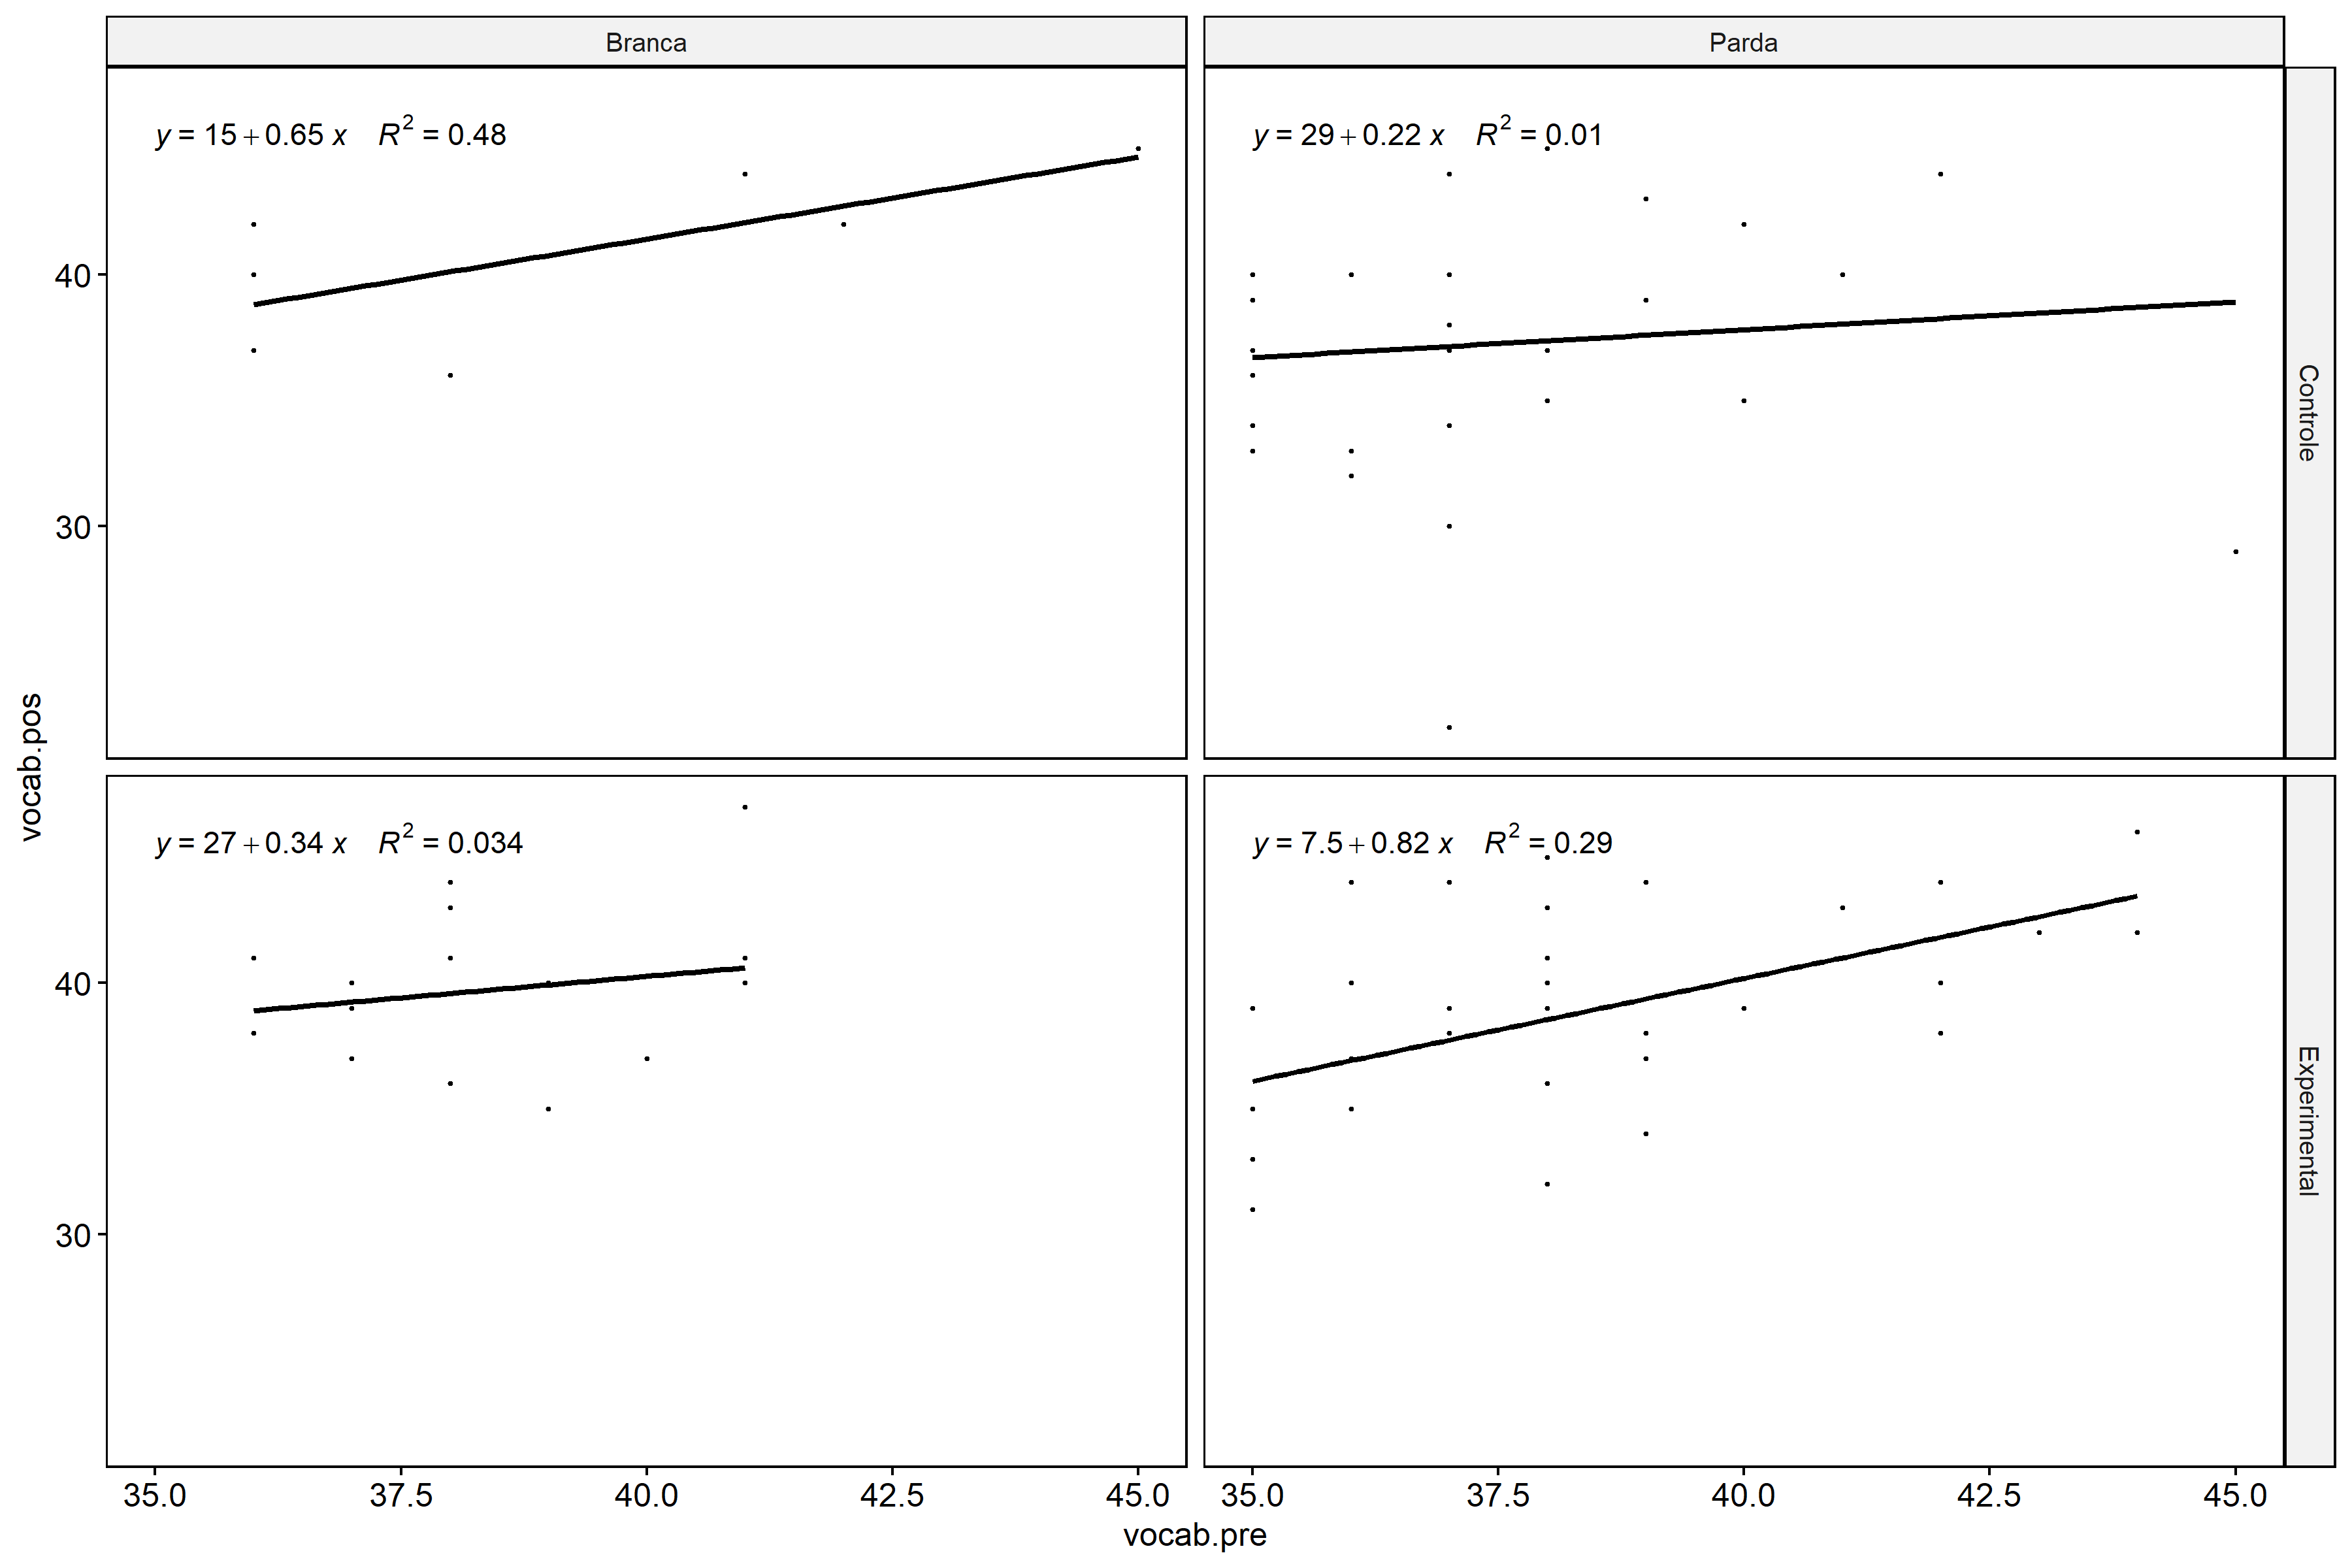 Branca
Parda
y = 15 + 0.65 x R² = 0.48
y = 29 + 0.22 x R² = 0.01
40
30
Controle
y = 27 + 0.34 x R² = 0.034
y = 7.5 + 0.82 x R² = 0.29
40
30
Experimental
vocab.pos
35.0 37.5 40.0 42.5 45.0
35.0 37.5 40.0 42.5 45.0
vocab.pre